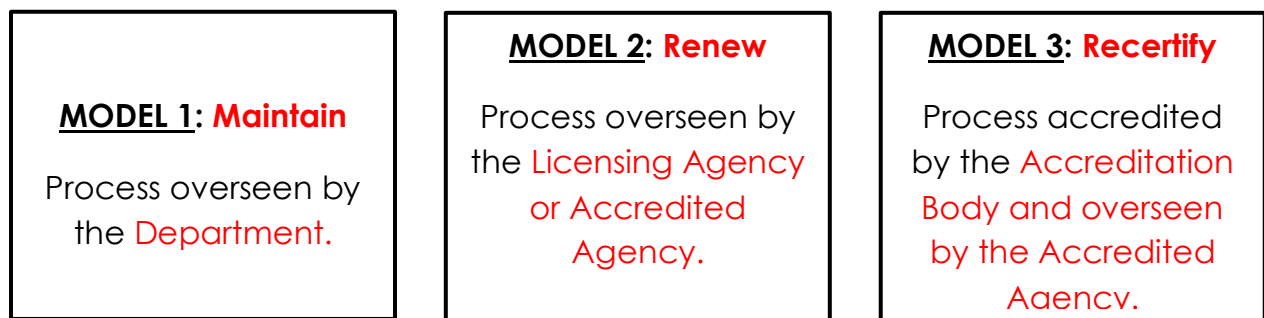 MODEL 1: Maintain
Process overseen by
the Department.
MODEL 2: Renew
Process overseen by
the Licensing Agency
or Accredited
Agency.
MODEL 3: Recertify
Process accredited
by the Accreditation
Body and overseen
by the Accredited
Agency.